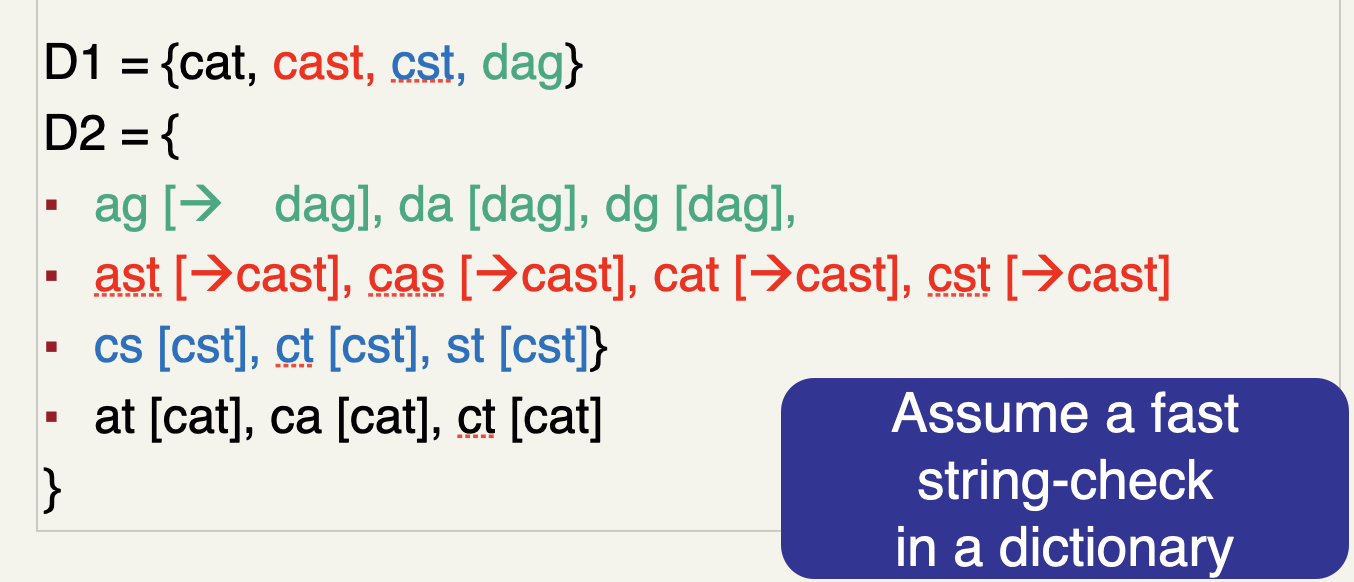 D1 = {cat, cast, cst, dag}
D2 = {
▪ ag [→ dag], da [dag], dg [dag],
▪ ast [→cast], cas [→cast], cat [→cast], cst [→cast]
▪ cs [cst], ct [cst], st [cst]}
▪ at [cat], ca [cat], ct [cat]
}
Assume a fast
string-check
in a dictionary